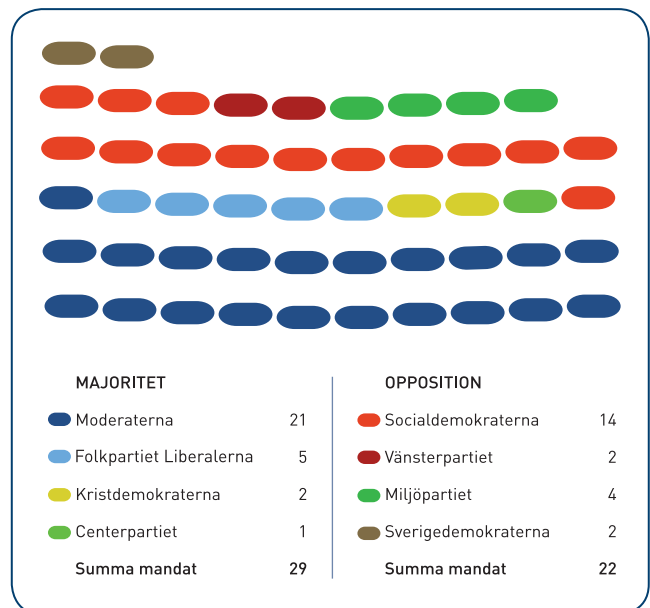 MAJORITET
Moderaterna 21
Folkpartiet Liberalerna 5
Kristdemokraterna 2
Centerpartiet 1
Summa mandat 29
OPPOSITION
Socialdemokraterna 14
Vänsterpartiet 2
Miljöpartiet 4
Sverigedemokraterna 2
Summa mandat 22